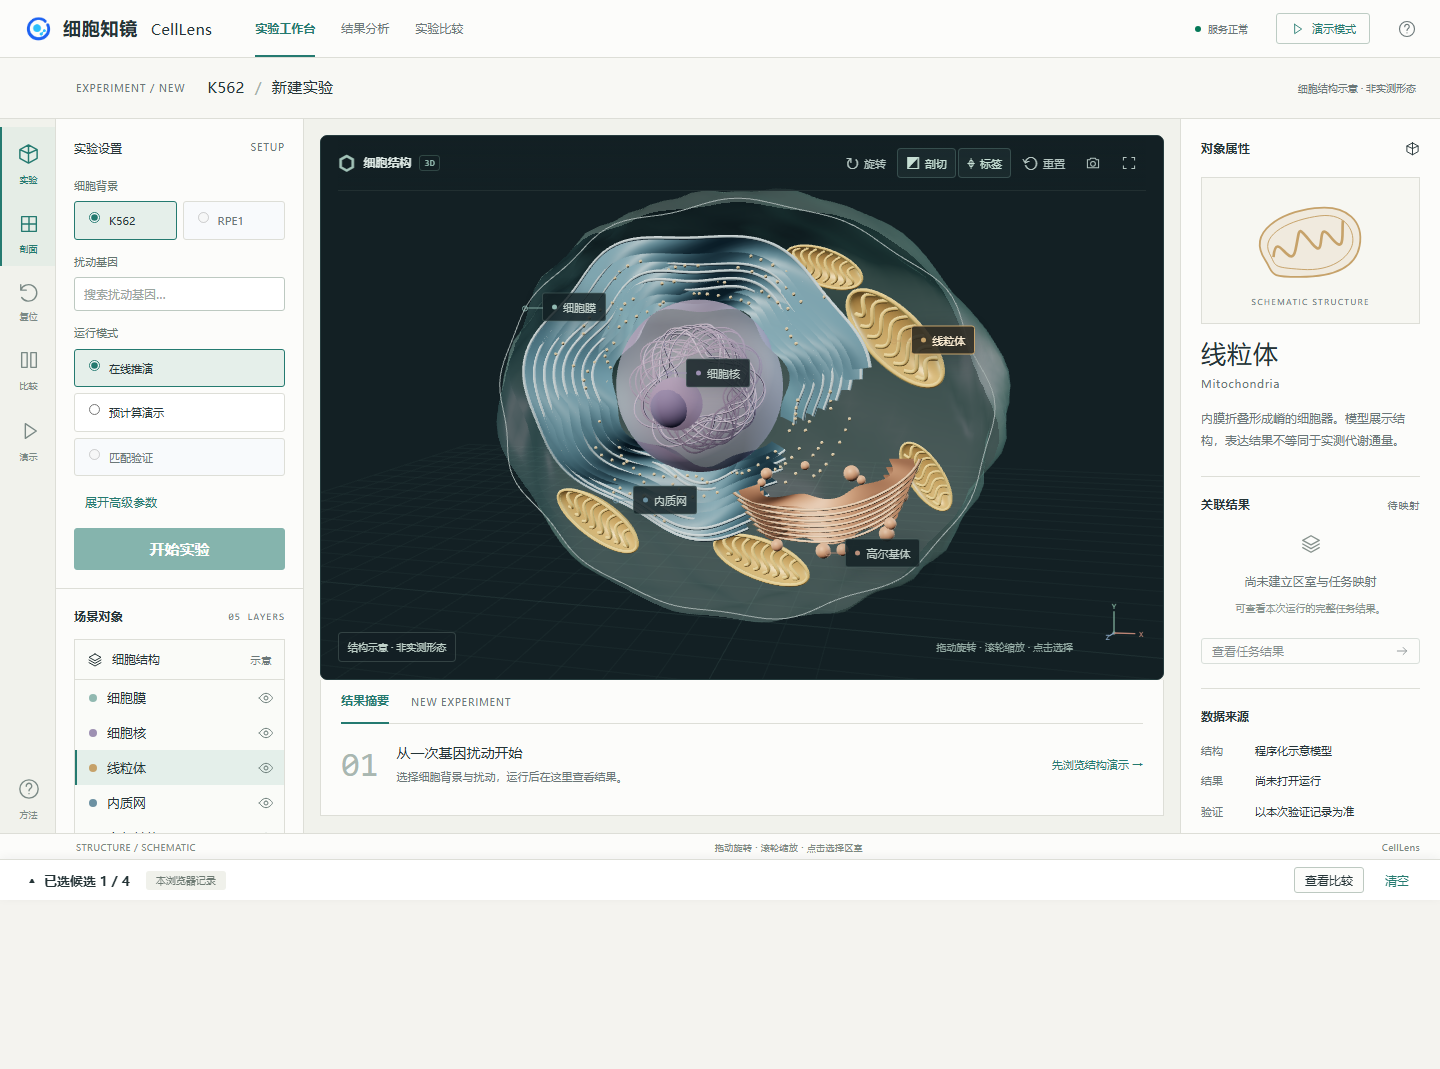 细胞知镜 CellLens 实验工作台 结果分析 实验比较 服务正常 演示模式
EXPERIMENT / NEW K562 / 新建实验 细胞结构示意 · 非实测形态
实验
剖面
复位
比较
演示
方法
实验设置 SETUP
细胞背景
K562 RPE1
扰动基因
搜索扰动基因...
运行模式
在线推演
预计算演示
匹配验证
展开高级参数
开始实验
场景对象 05 LAYERS
细胞结构 示意
细胞膜
细胞核
线粒体
内质网
细胞结构 3D 旋转 剖切 标签 重置
细胞膜
线粒体
细胞核
内质网
高尔基体
Y
X
Z
结构示意 · 非实测形态 拖动旋转 · 滚轮缩放 · 点击选择
结果摘要 NEW EXPERIMENT
01 从一次基因扰动开始
选择细胞背景与扰动，运行后在这里查看结果。
先浏览结构演示 →
对象属性
SCHEMATIC STRUCTURE
线粒体
Mitochondria
内膜折叠形成嵴的细胞器。模型展示结
构，表达结果不等同于实测代谢通量。
关联结果 待映射
尚未建立区室与任务映射
可查看本次运行的完整任务结果。
查看任务结果 →
数据来源
结构 程序化示意模型
结果 尚未打开运行
验证 以本次验证记录为准
STRUCTURE / SCHEMATIC 拖动旋转 · 滚轮缩放 · 点击选择区室 CellLens
已选候选 1 / 4 本浏览器记录 查看比较 清空